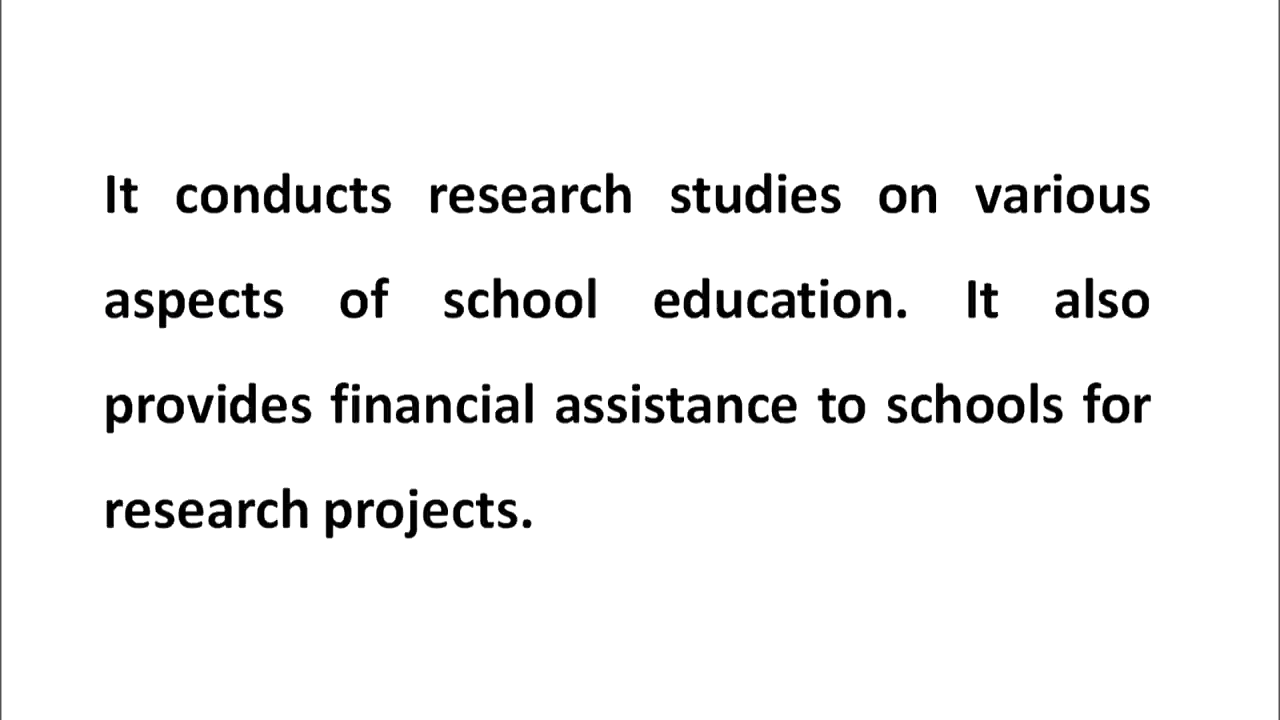 It conducts research studies on various
aspects of school education. It also
provides financial assistance to schools for
research projects.